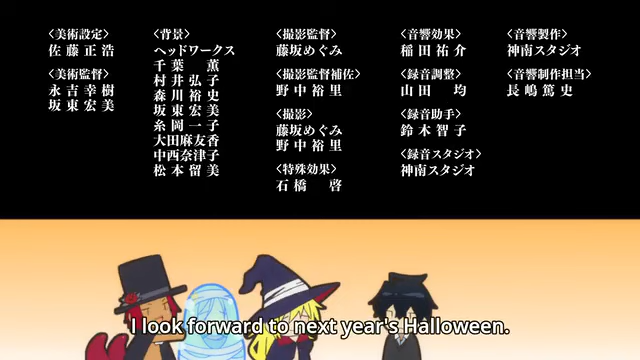 〈美術設定〉
佐藤正浩
〈美術監督〉
永吉幸樹
坂東宏美
〈背景〉
ヘッドワークス
千葉　薫
村井弘子
森川裕史
坂東宏美
糸岡一子
大田麻友香
中西奈津子
松本留美
〈撮影監督〉
藤坂めぐみ
〈撮影監督補佐〉
野中裕里
〈撮影〉
藤坂めぐみ
野中裕里
〈特殊効果〉
石橋　啓
〈音響効果〉
稲田祐介
〈録音調整〉
山田　均
〈録音助手〉
鈴木智子
〈録音スタジオ〉
神南スタジオ
〈音響製作〉
神南スタジオ
〈音響制作担当〉
長嶋篤史
I look forward to next year's Halloween.